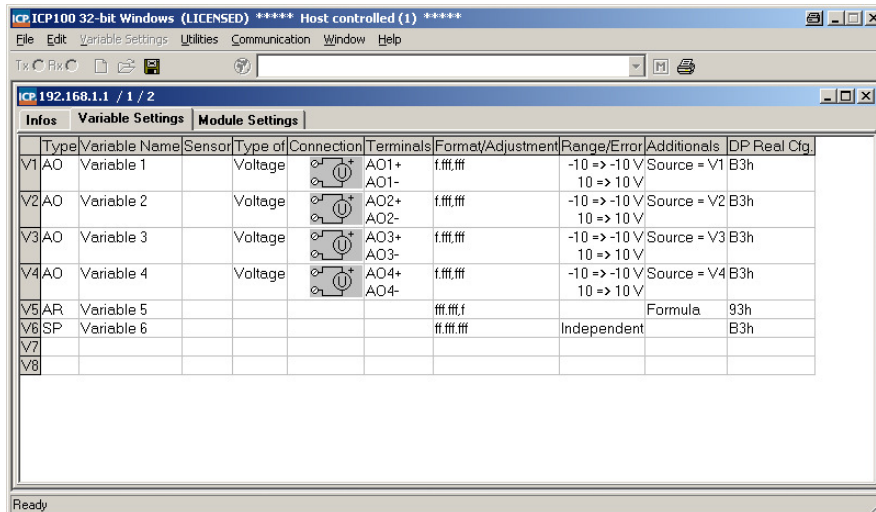 ICP ICP100 32-bit Windows (LICENSED) ***** Host controlled (1) *****
File Edit Variable Settings Utilities Communication Window Help
Tx Rx M
ICP 192.168.1.1 / 1 / 2
Infos Variable Settings Module Settings
Type Variable Name Sensor Type of Connection Terminals Format/Adjustment Range/Error Additionals DP Real Cfg.
V1 AO Variable 1 Voltage U AO1+ f.fff,fff -10 => -10 V Source = V1 B3h
AO1- 10 => 10 V
V2 AO Variable 2 Voltage U AO2+ f.fff,fff -10 => -10 V Source = V2 B3h
AO2- 10 => 10 V
V3 AO Variable 3 Voltage U AO3+ f.fff,fff -10 => -10 V Source = V3 B3h
AO3- 10 => 10 V
V4 AO Variable 4 Voltage U AO4+ f.fff,fff -10 => -10 V Source = V4 B3h
AO4- 10 => 10 V
V5 AR Variable 5 fff.fff,f Formula 93h
V6 SP Variable 6 ff.fff.fff Independent B3h
V7
V8
Ready